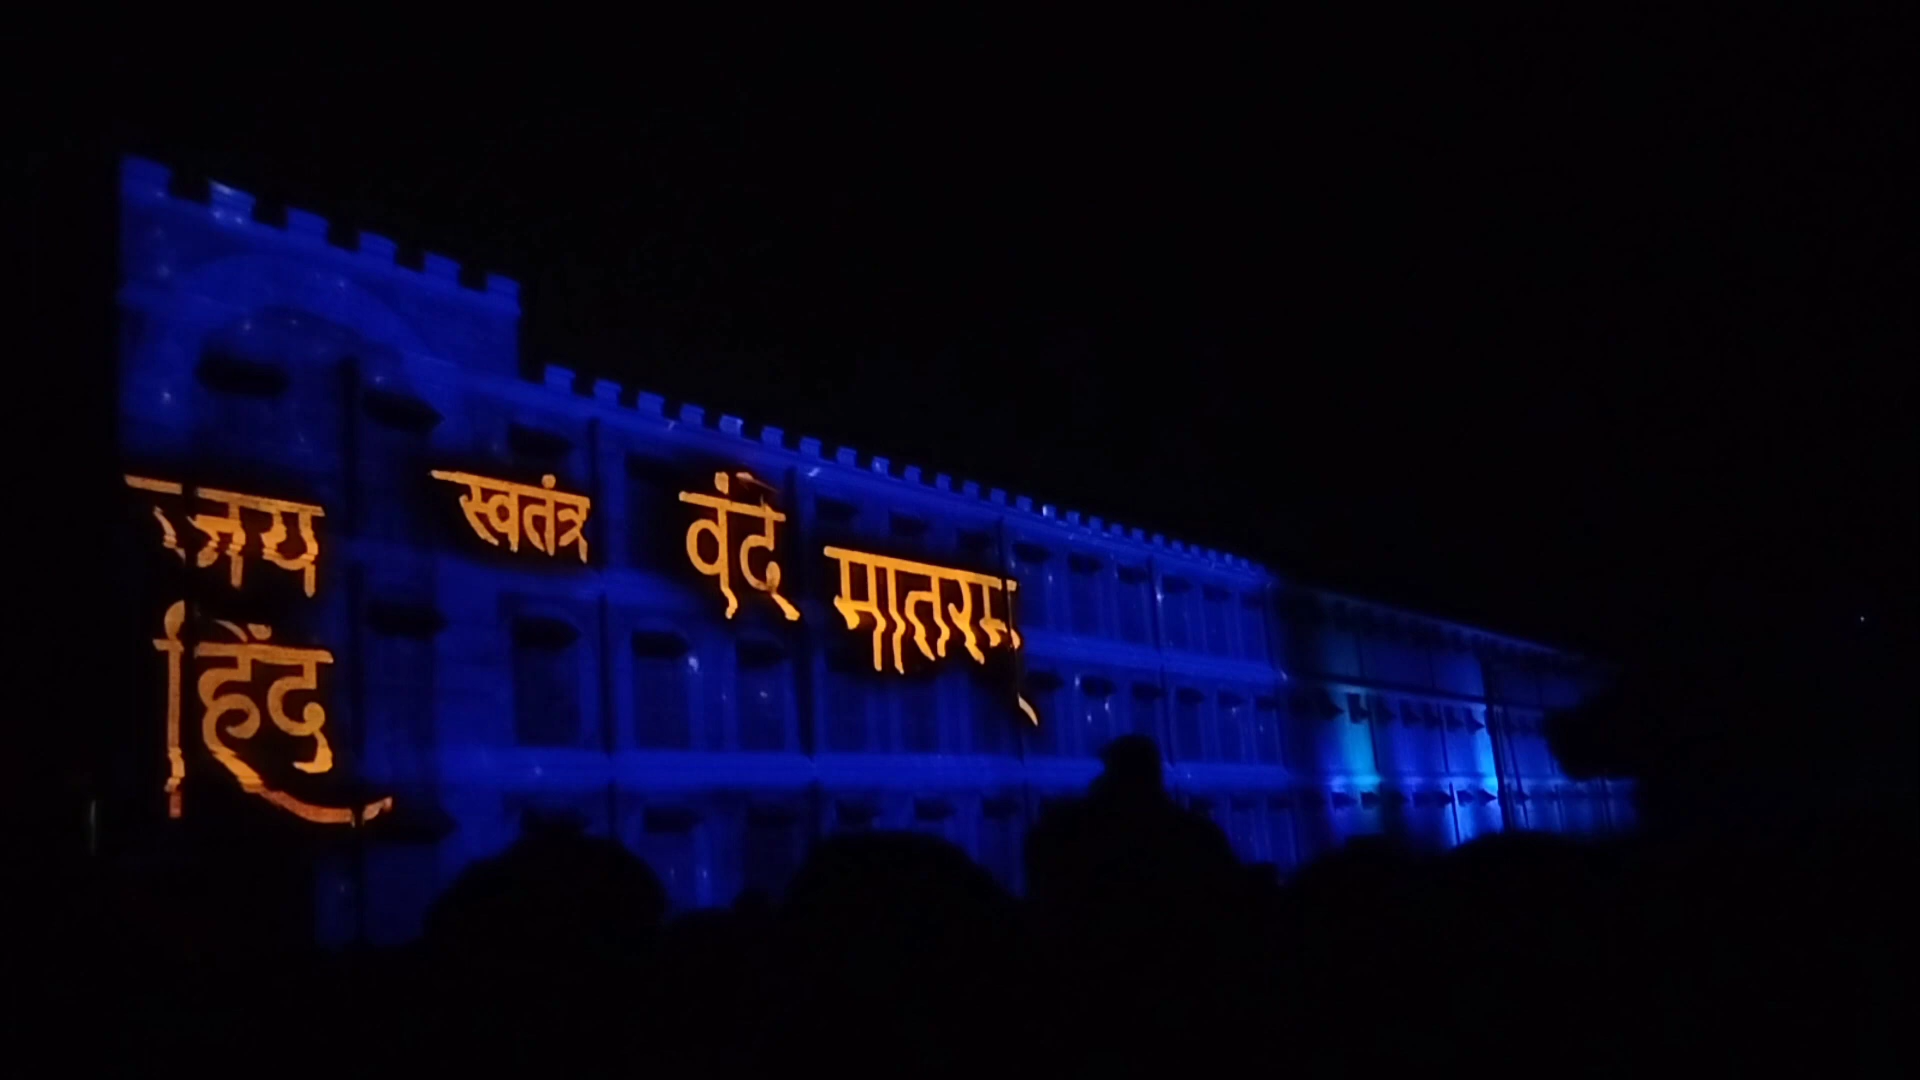 जय
हिंद
स्वतंत्र
वंदे
मातरम्